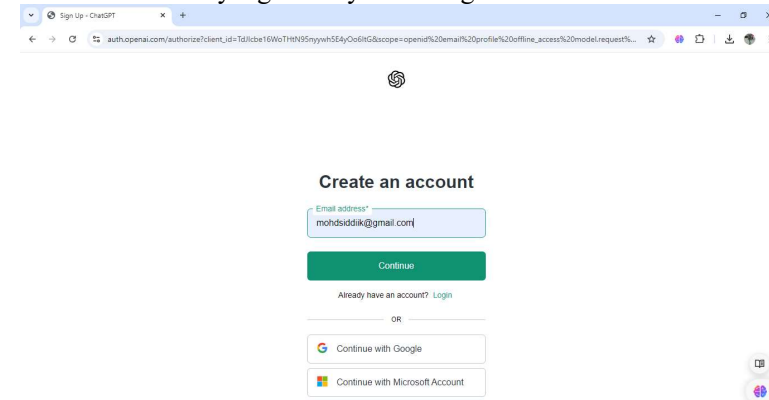 Sign Up - ChatGPT
auth.openai.com/authorize?client_id=TdJIcbe16WoTHtN95nyywh5E4yOo6ItG&scope=openid%20email%20profile%20offline_access%20model.request%...
Create an account
Email address*
mohdsiddiik@gmail.com
Continue
Already have an account? Login
OR
Continue with Google
Continue with Microsoft Account